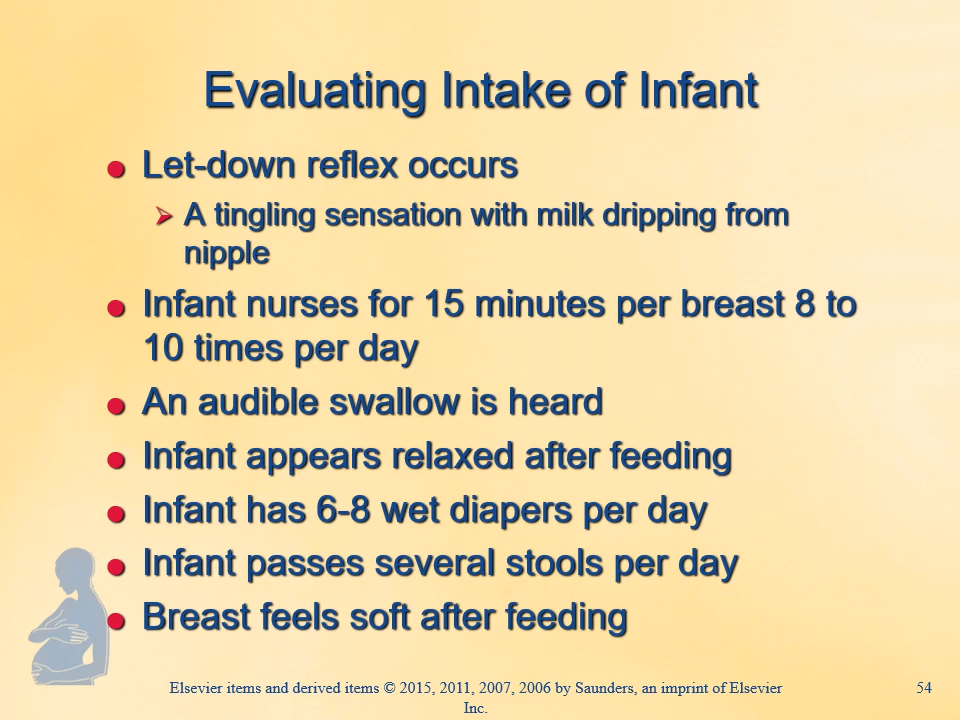 Evaluating Intake of Infant
Let-down reflex occurs
A tingling sensation with milk dripping from
nipple
Infant nurses for 15 minutes per breast 8 to
10 times per day
An audible swallow is heard
Infant appears relaxed after feeding
Infant has 6-8 wet diapers per day
Infant passes several stools per day
Breast feels soft after feeding
Elsevier items and derived items © 2015, 2011, 2007, 2006 by Saunders, an imprint of Elsevier
Inc.
54